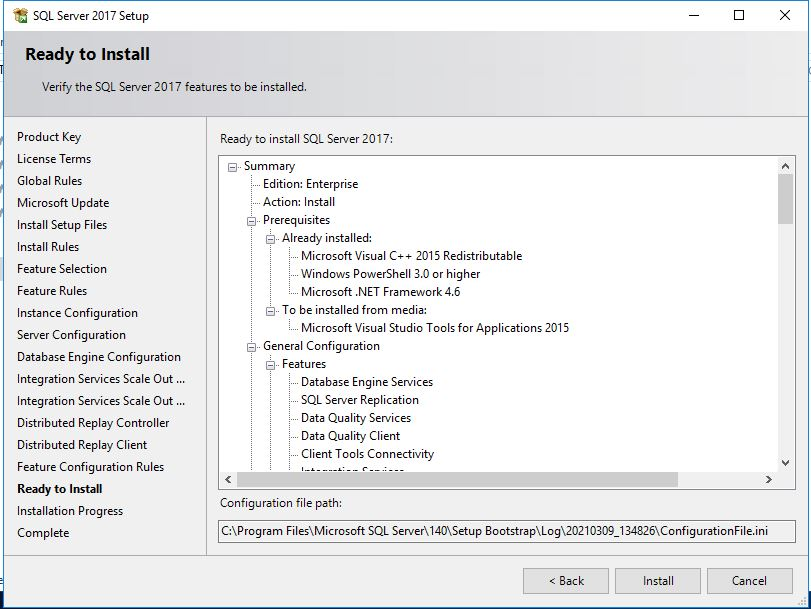 SQL Server 2017 Setup
Ready to Install
Verify the SQL Server 2017 features to be installed.
Product Key
License Terms
Global Rules
Microsoft Update
Install Setup Files
Install Rules
Feature Selection
Feature Rules
Instance Configuration
Server Configuration
Database Engine Configuration
Integration Services Scale Out ...
Integration Services Scale Out ...
Distributed Replay Controller
Distributed Replay Client
Feature Configuration Rules
Ready to Install
Installation Progress
Complete
Ready to install SQL Server 2017:
Summary
Edition: Enterprise
Action: Install
Prerequisites
Already installed:
Microsoft Visual C++ 2015 Redistributable
Windows PowerShell 3.0 or higher
Microsoft .NET Framework 4.6
To be installed from media:
Microsoft Visual Studio Tools for Applications 2015
General Configuration
Features
Database Engine Services
SQL Server Replication
Data Quality Services
Data Quality Client
Client Tools Connectivity
Integration Services
Configuration file path:
C:\Program Files\Microsoft SQL Server\140\Setup Bootstrap\Log\20210309_134826\ConfigurationFile.ini
< Back
Install
Cancel